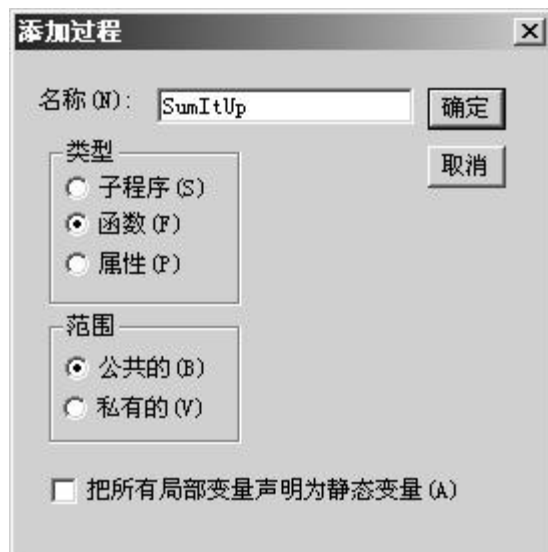 添加过程
名称(N): SumItUp
确定
取消
类型
子程序(S)
函数(F)
属性(P)
范围
公共的(B)
私有的(V)
把所有局部变量声明为静态变量(A)